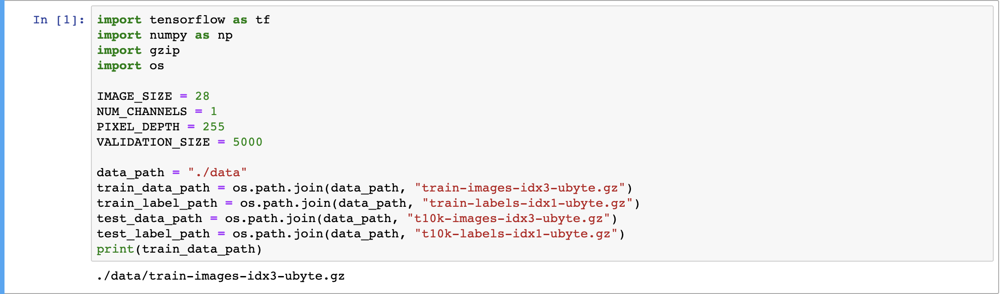 In [1]:
import tensorflow as tf
import numpy as np
import gzip
import os
IMAGE_SIZE = 28
NUM_CHANNELS = 1
PIXEL_DEPTH = 255
VALIDATION_SIZE = 5000
data_path = "./data"
train_data_path = os.path.join(data_path, "train-images-idx3-ubyte.gz")
train_label_path = os.path.join(data_path, "train-labels-idx1-ubyte.gz")
test_data_path = os.path.join(data_path, "t10k-images-idx3-ubyte.gz")
test_label_path = os.path.join(data_path, "t10k-labels-idx1-ubyte.gz")
print(train_data_path)
./data/train-images-idx3-ubyte.gz